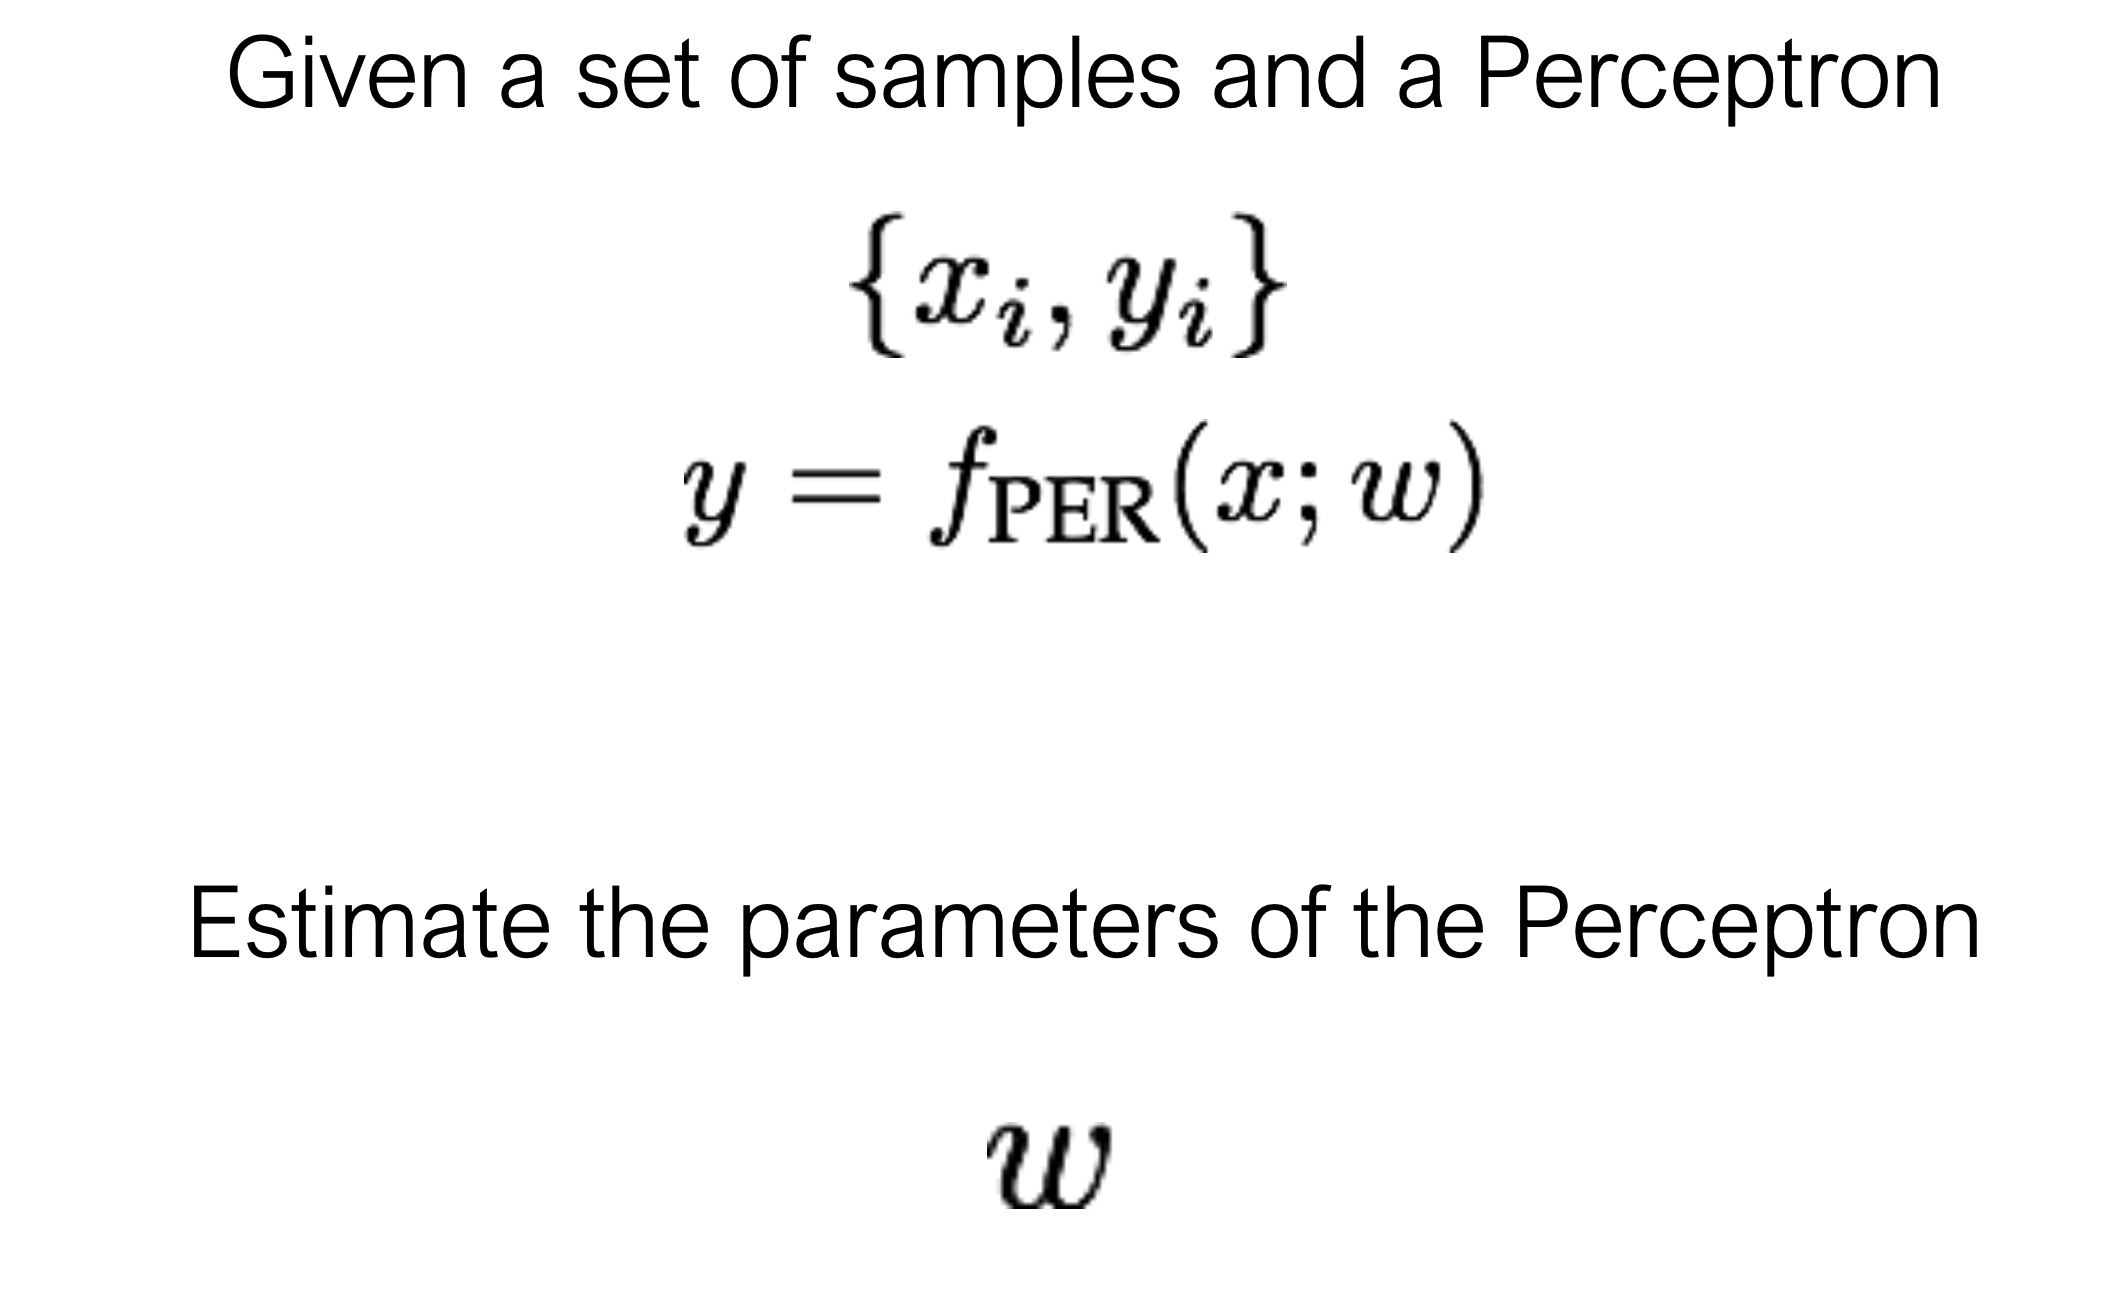 Given a set of samples and a Perceptron
{x_i, y_i}
y = f_PER(x; w)
Estimate the parameters of the Perceptron
w